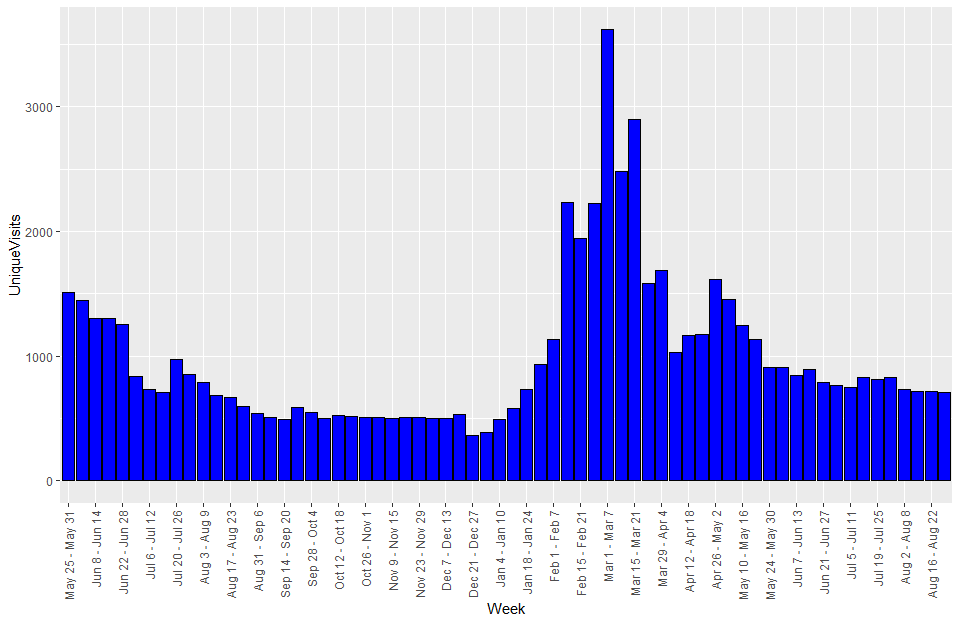 UniqueVisits
3000
2000
1000
0
May 25 - May 31
Jun 8 - Jun 14
Jun 22 - Jun 28
Jul 6 - Jul 12
Jul 20 - Jul 26
Aug 3 - Aug 9
Aug 17 - Aug 23
Aug 31 - Sep 6
Sep 14 - Sep 20
Sep 28 - Oct 4
Oct 12 - Oct 18
Oct 26 - Nov 1
Nov 9 - Nov 15
Nov 23 - Nov 29
Dec 7 - Dec 13
Dec 21 - Dec 27
Jan 4 - Jan 10
Jan 18 - Jan 24
Feb 1 - Feb 7
Feb 15 - Feb 21
Mar 1 - Mar 7
Mar 15 - Mar 21
Mar 29 - Apr 4
Apr 12 - Apr 18
Apr 26 - May 2
May 10 - May 16
May 24 - May 30
Jun 7 - Jun 13
Jun 21 - Jun 27
Jul 5 - Jul 11
Jul 19 - Jul 25
Aug 2 - Aug 8
Aug 16 - Aug 22
Week